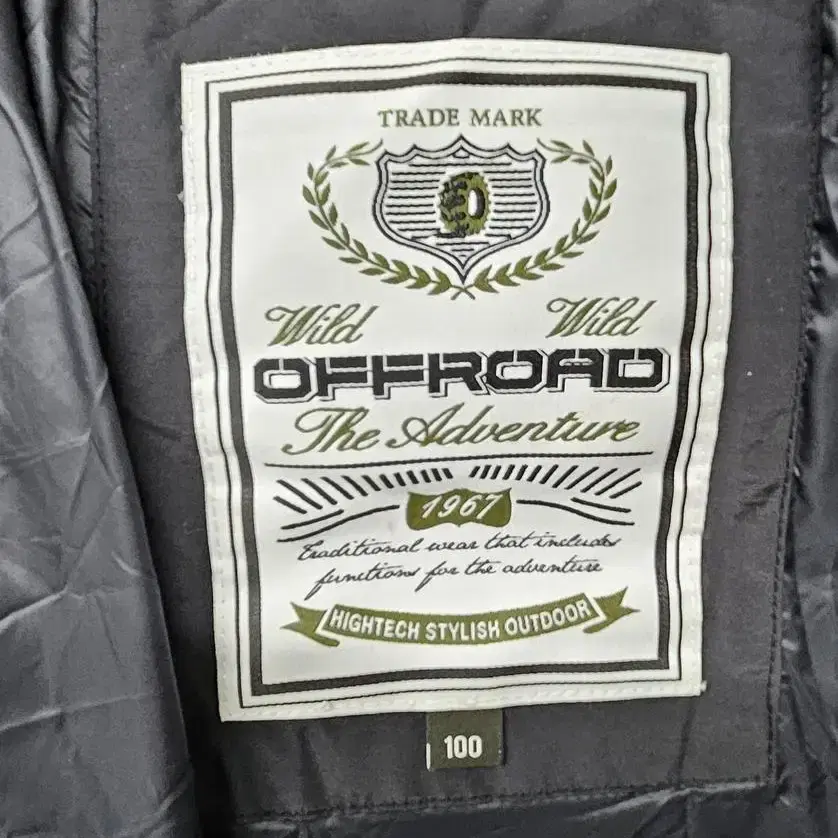 TRADE MARK
Wild Wild
OFFROAD
The Adventure
1967
Traditional wear that includes
functions for the adventure
HIGHTECH STYLISH OUTDOOR
100